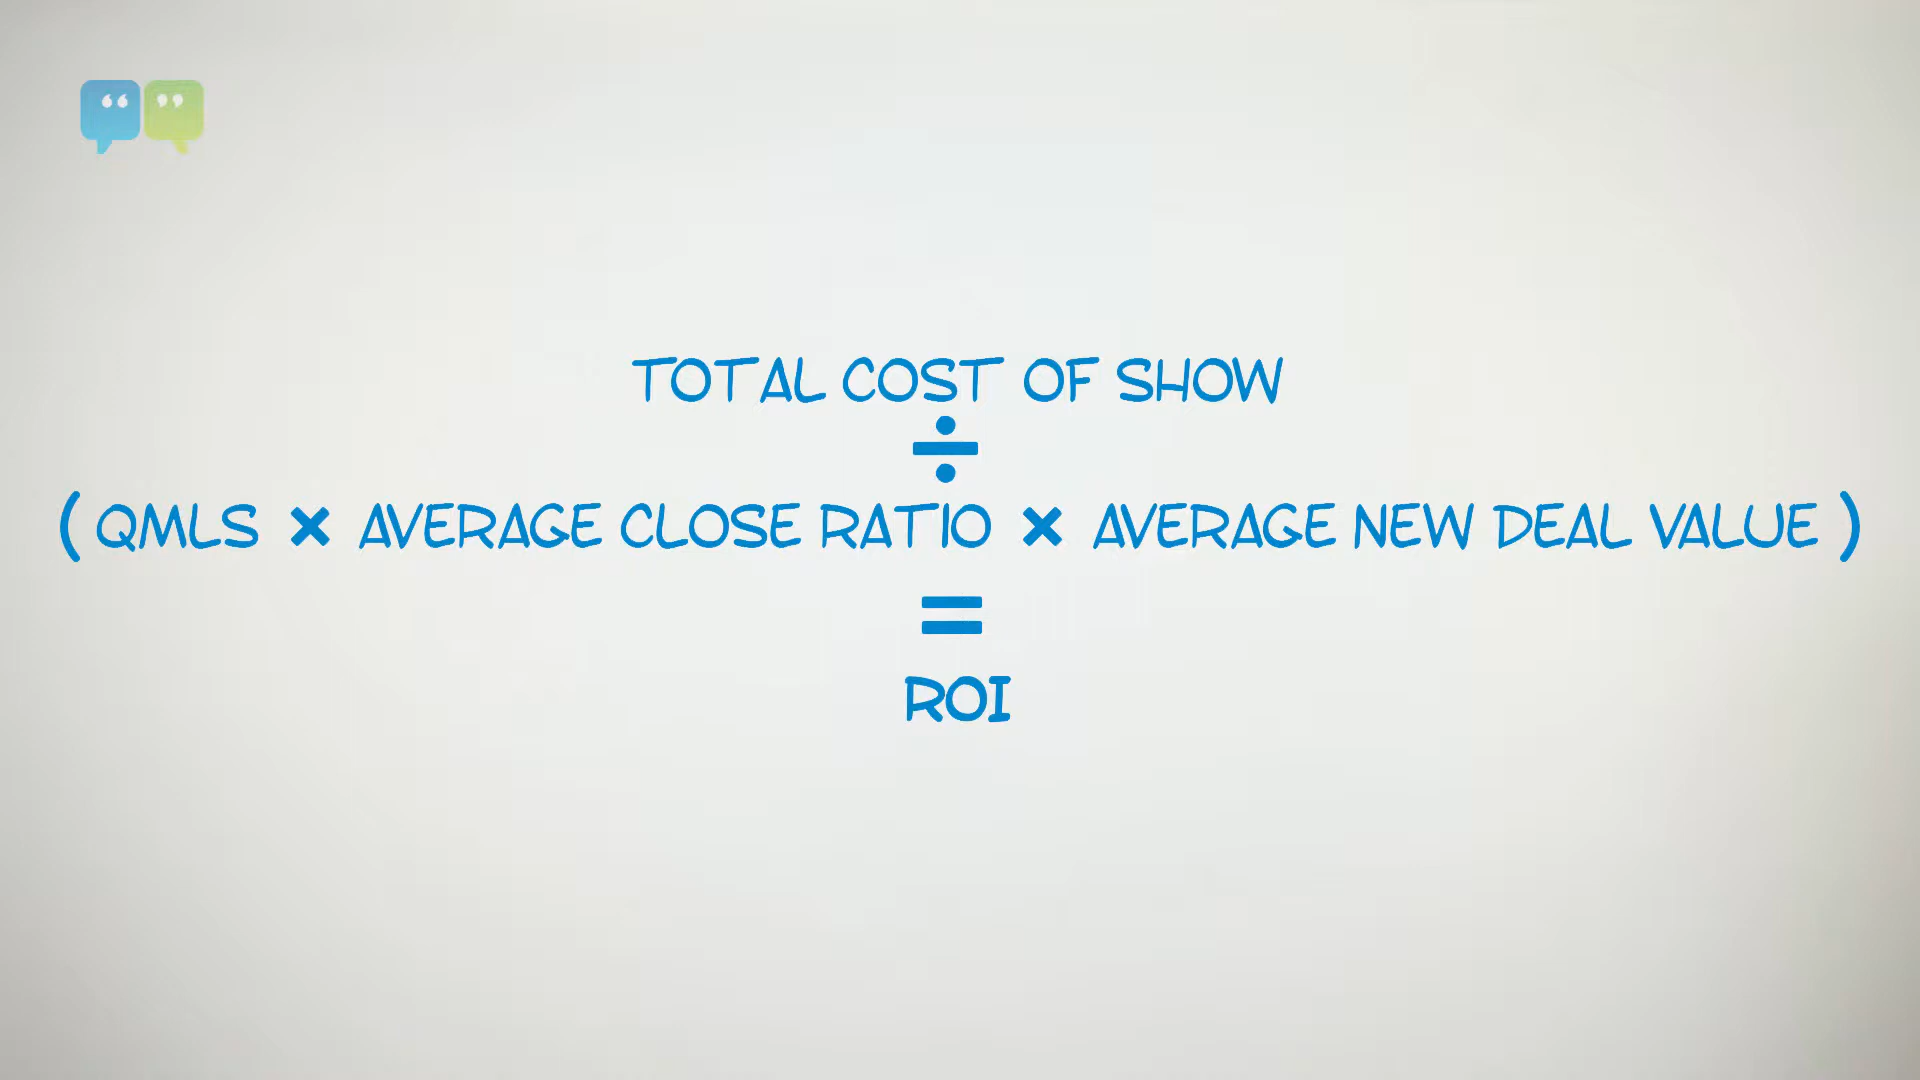 “ ”
TOTAL COST OF SHOW
÷
( QMLS × AVERAGE CLOSE RATIO × AVERAGE NEW DEAL VALUE )
=
ROI